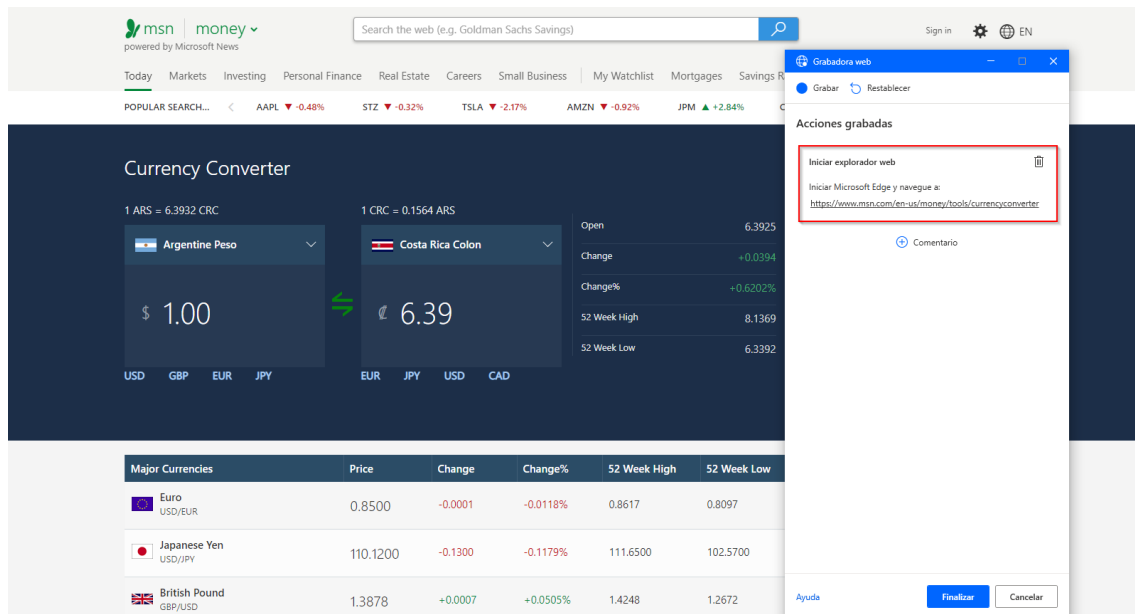 msn money
powered by Microsoft News
Search the web (e.g. Goldman Sachs Savings)
Sign in
EN
Today Markets Investing Personal Finance Real Estate Careers Small Business My Watchlist Mortgages Savings R
POPULAR SEARCH... AAPL ▼ -0.48% STZ ▼ -0.32% TSLA ▼ -2.17% AMZN ▼ -0.92% JPM ▲ +2.84% C
Currency Converter
1 ARS = 6.3932 CRC
Argentine Peso
$ 1.00
USD GBP EUR JPY
1 CRC = 0.1564 ARS
Costa Rica Colon
₡ 6.39
EUR JPY USD CAD
Open 6.3925
Change +0.0394
Change% +0.6202%
52 Week High 8.1369
52 Week Low 6.3392
Major Currencies Price Change Change% 52 Week High 52 Week Low
Euro
USD/EUR
0.8500 -0.0001 -0.0118% 0.8617 0.8097
Japanese Yen
USD/JPY
110.1200 -0.1300 -0.1179% 111.6500 102.5700
British Pound
GBP/USD
1.3878 +0.0007 +0.0505% 1.4248 1.2672
Grabadora web
Grabar Restablecer
Acciones grabadas
Iniciar explorador web
Iniciar Microsoft Edge y navegue a:
https://www.msn.com/en-us/money/tools/currencyconverter
Comentario
Ayuda Finalizar Cancelar